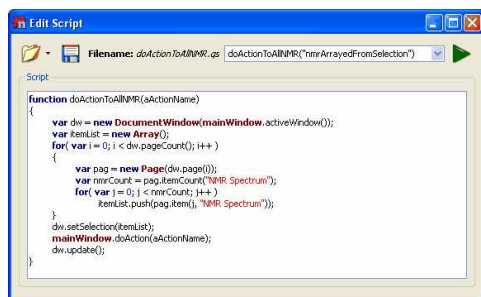 Edit Script
Filename: doActionToAllNMR.qs doActionToAllNMR("nmrArrayedFromSelection")
Script
function doActionToAllNMR(aActionName)
{
var dw = new DocumentWindow(mainWindow.activeWindow());
var itemList = new Array();
for( var i = 0; i < dw.pageCount(); i++ )
{
var pag = new Page(dw.page(i));
var nmrCount = pag.itemCount("NMR Spectrum");
for( var j = 0; j < nmrCount; j++ )
itemList.push(pag.item(j, "NMR Spectrum"));
}
dw.setSelection(itemList);
mainWindow.doAction(aActionName);
dw.update();
}